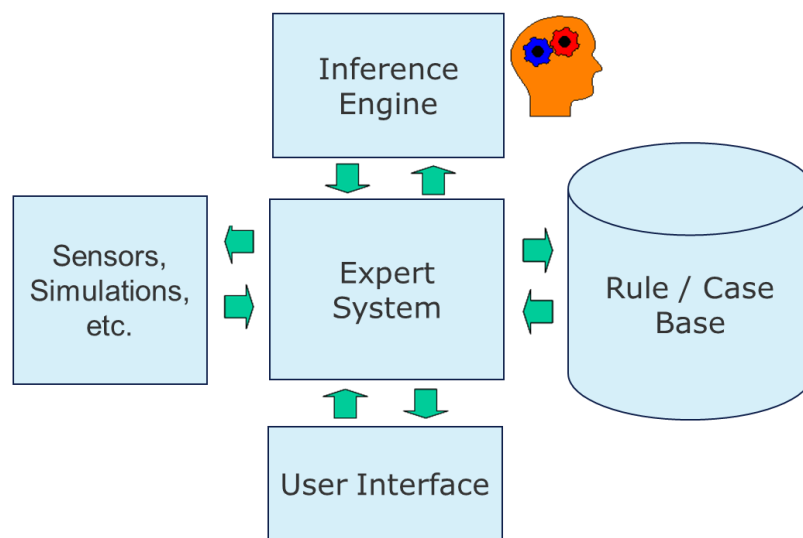 Inference
Engine
Sensors,
Simulations,
etc.
Expert
System
Rule / Case
Base
User Interface